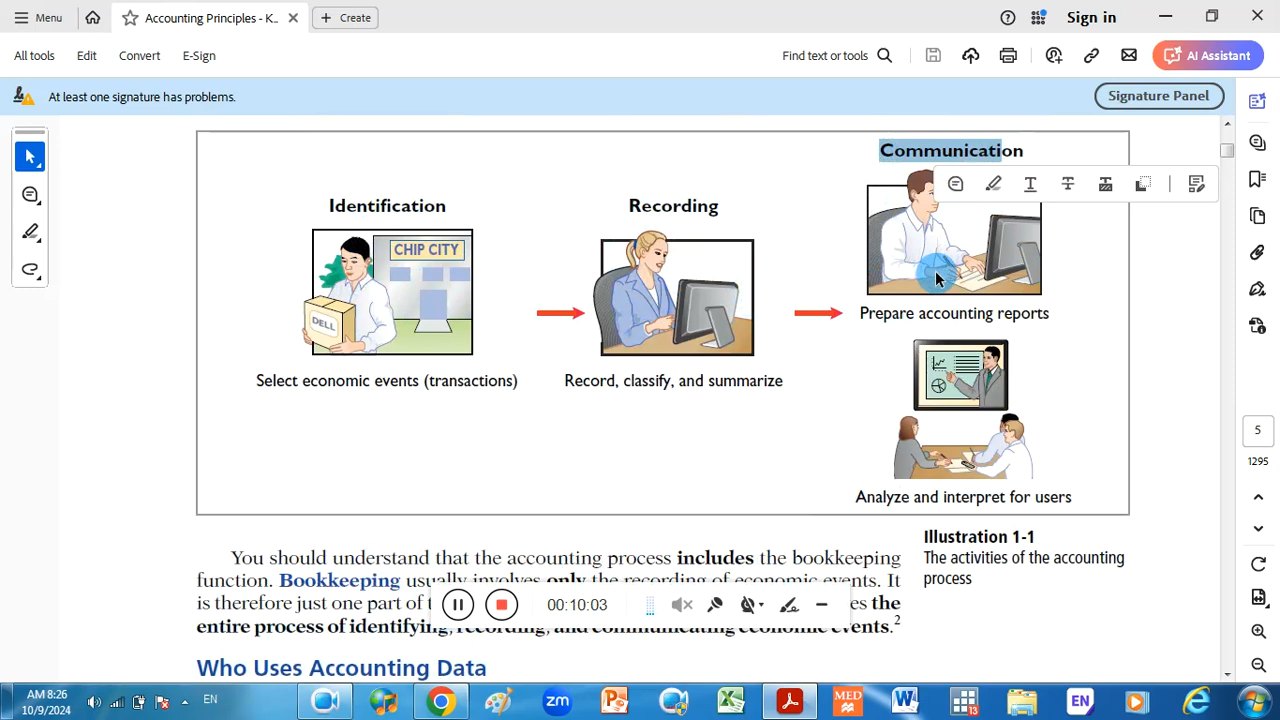 Menu
Accounting Principles - K...
Create
Sign in
All tools
Edit
Convert
E-Sign
Find text or tools
AI Assistant
At least one signature has problems.
Signature Panel
Communication
Identification
Recording
CHIP CITY
DELL
Prepare accounting reports
Select economic events (transactions)
Record, classify, and summarize
Analyze and interpret for users
5
1295
Illustration 1-1
The activities of the accounting
process
You should understand that the accounting process includes the bookkeeping
function. Bookkeeping usually involves only the recording of economic events. It
is therefore just one part of the
entire process of identifying, recording, and communicating economic events.2
00:10:03
Who Uses Accounting Data
AM 8:26
10/9/2024
EN
zm
MED
13
EN